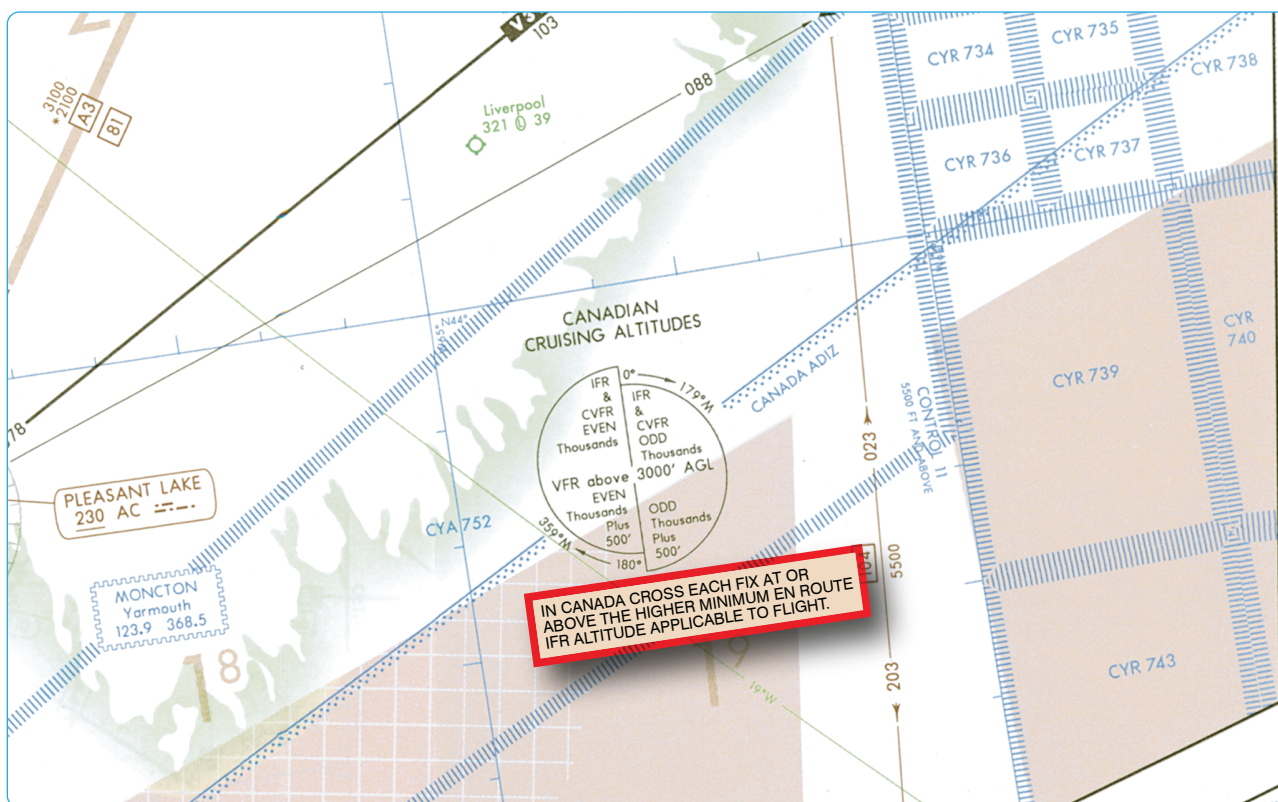 V3
103
3100
*2100
A3
81
Liverpool
321 39
088
CYR 734
CYR 735
CYR 738
CYR 736
CYR 737
N44°
65°
CANADIAN
CRUISING ALTITUDES
0°
179°W
IFR
&
CVFR
EVEN
Thousands
IFR
&
CVFR
ODD
Thousands
VFR above 3000' AGL
EVEN
Thousands
Plus
500'
ODD
Thousands
Plus
500'
359°W
180°
CANADA ADIZ
023
CONTROL 11
5500 FT AND ABOVE
CYR 739
CYR
740
78
PLEASANT LAKE
230 AC
CYA 752
MONCTON
Yarmouth
123.9 368.5
18
IN CANADA CROSS EACH FIX AT OR
ABOVE THE HIGHER MINIMUM EN ROUTE
IFR ALTITUDE APPLICABLE TO FLIGHT.
5500
19
19°W
203
CYR 743